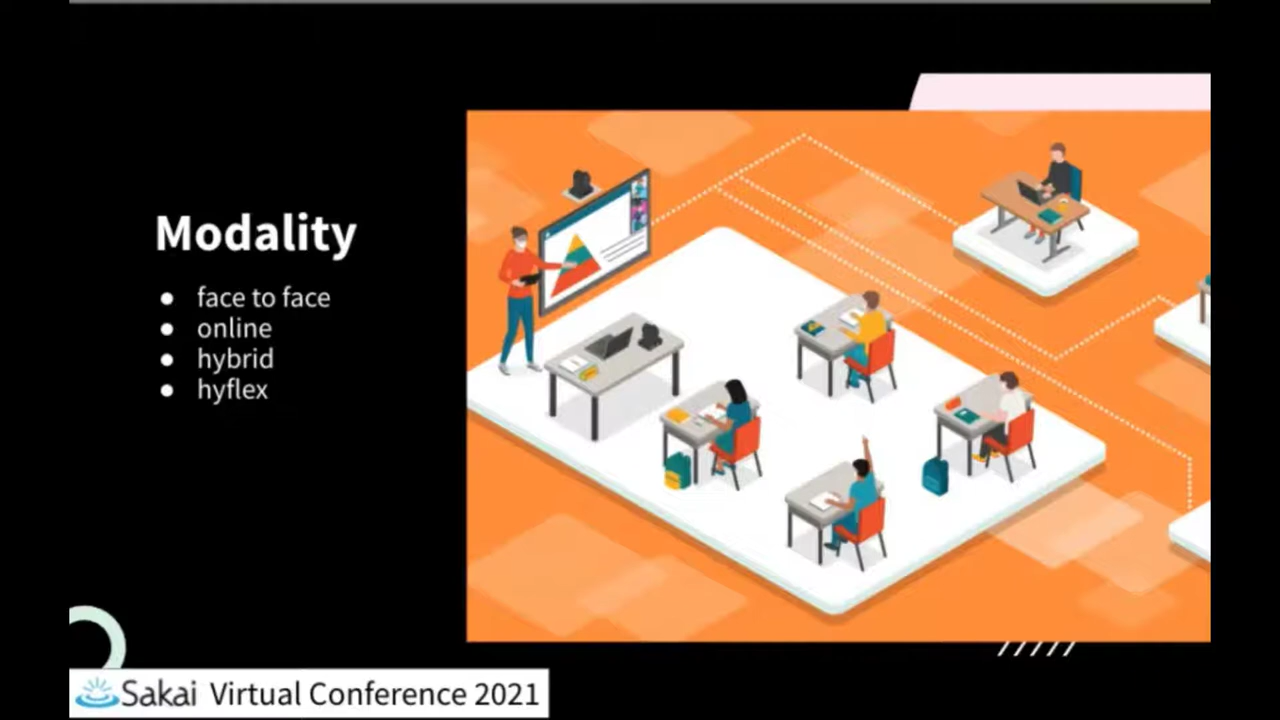 Modality
● face to face
● online
● hybrid
● hyflex
Sakai Virtual Conference 2021